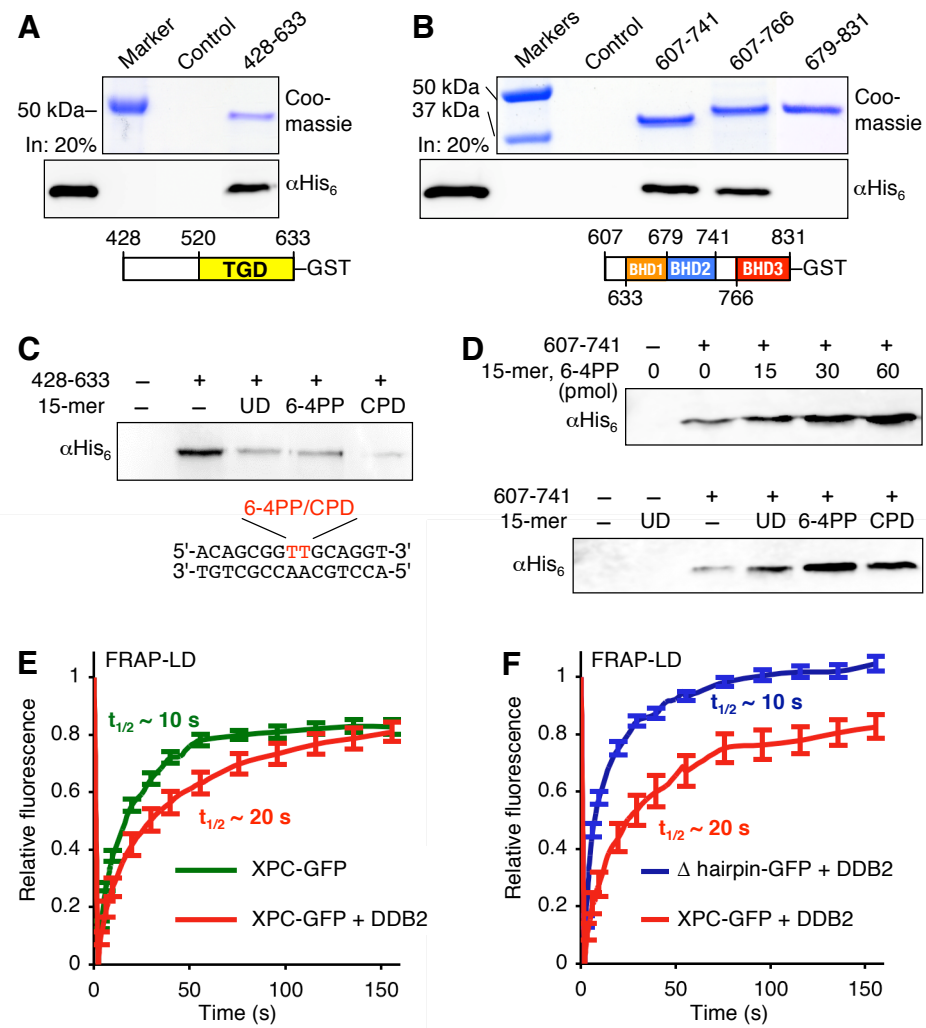 A
Marker
Control
428-633
50 kDa
Coo-
massie
In: 20%
αHis6
428 520 633
TGD
GST
B
Markers
Control
607-741
607-766
679-831
50 kDa
37 kDa
Coo-
massie
In: 20%
αHis6
607 679 741 831
BHD1 BHD2 BHD3
GST
633 766
C
428-633 – + + + +
15-mer – – UD 6-4PP CPD
αHis6
6-4PP/CPD
5'-ACAGCGGTTGCAGGT-3'
3'-TGTCGCCAACGTCCA-5'
D
607-741 – + + + +
15-mer, 6-4PP 0 0 15 30 60
(pmol)
αHis6
607-741 – – + + + +
15-mer – UD – UD 6-4PP CPD
αHis6
E
FRAP-LD
1
0.8
0.6
0.4
0.2
0
Relative fluorescence
t1/2 ~ 10 s
t1/2 ~ 20 s
XPC-GFP
XPC-GFP + DDB2
0 50 100 150
Time (s)
F
FRAP-LD
1
0.8
0.6
0.4
0.2
0
Relative fluorescence
t1/2 ~ 10 s
t1/2 ~ 20 s
Δ hairpin-GFP + DDB2
XPC-GFP + DDB2
0 50 100 150
Time (s)